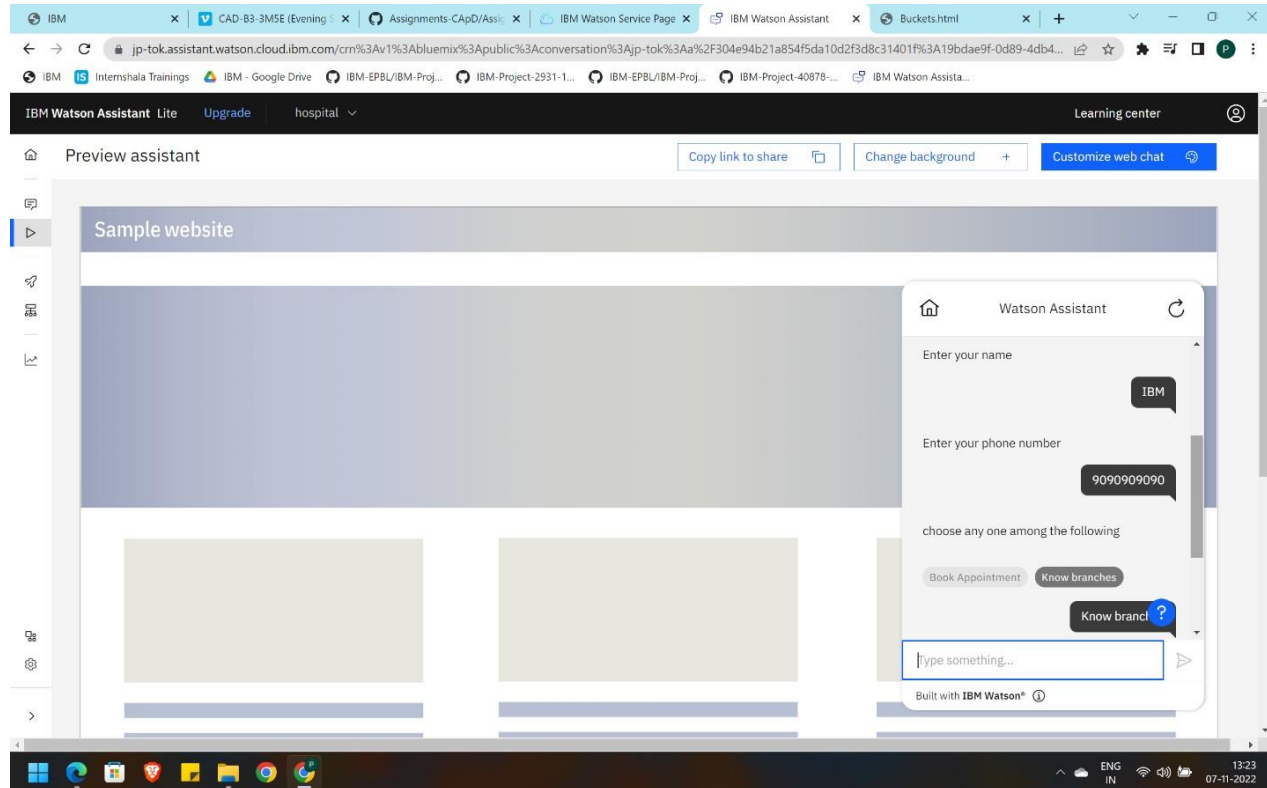 IBM
CAD-B3-3M5E (Evening S
Assignments-CApD/Assig
IBM Watson Service Page
IBM Watson Assistant
Buckets.html
jp-tok.assistant.watson.cloud.ibm.com/crn%3Av1%3Abluemix%3Apublic%3Aconversation%3Ajp-tok%3Aa%2F304e94b21a854f5da10d2f3d8c31401f%3A19bdae9f-0d89-4db4...
P
IBM
IS Internshala Trainings
IBM - Google Drive
IBM-EPBL/IBM-Proj...
IBM-Project-2931-1...
IBM-EPBL/IBM-Proj...
IBM-Project-40878-...
IBM Watson Assista...
IBM Watson Assistant Lite
Upgrade
hospital
Learning center
Preview assistant
Copy link to share
Change background +
Customize web chat
Sample website
Watson Assistant
Enter your name
IBM
Enter your phone number
9090909090
choose any one among the following
Book Appointment
Know branches
Know brancl
?
Type something...
Built with IBM Watson®
ENG
IN
13:23
07-11-2022